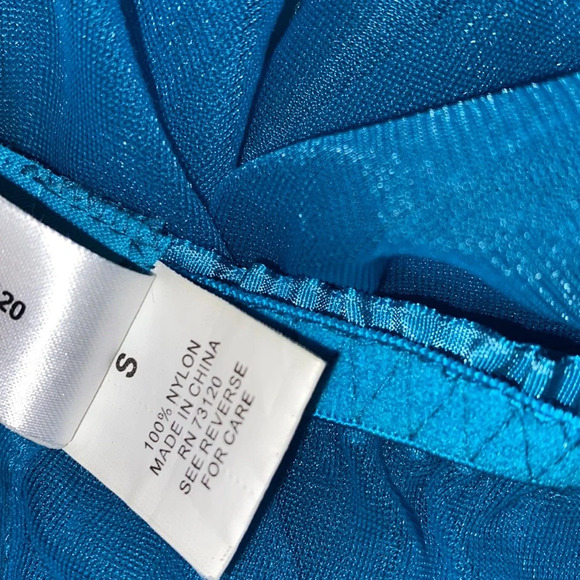 20
S
100% NYLON
MADE IN CHINA
RN 73120
SEE REVERSE
FOR CARE